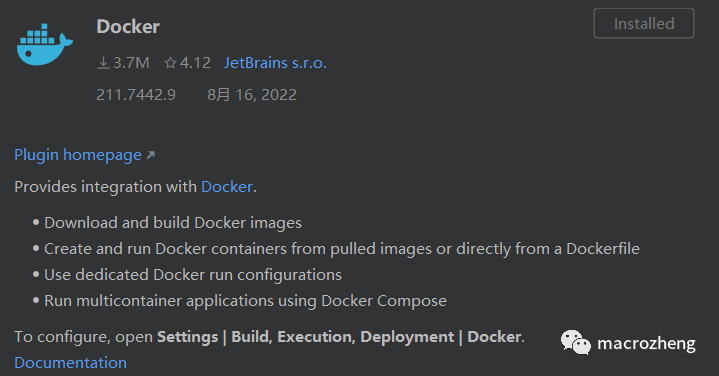 Docker
Installed
3.7M 4.12 JetBrains s.r.o.
211.7442.9 8月 16, 2022
Plugin homepage ↗
Provides integration with Docker.
• Download and build Docker images
• Create and run Docker containers from pulled images or directly from a Dockerfile
• Use dedicated Docker run configurations
• Run multicontainer applications using Docker Compose
To configure, open Settings | Build, Execution, Deployment | Docker.
Documentation
macrozheng